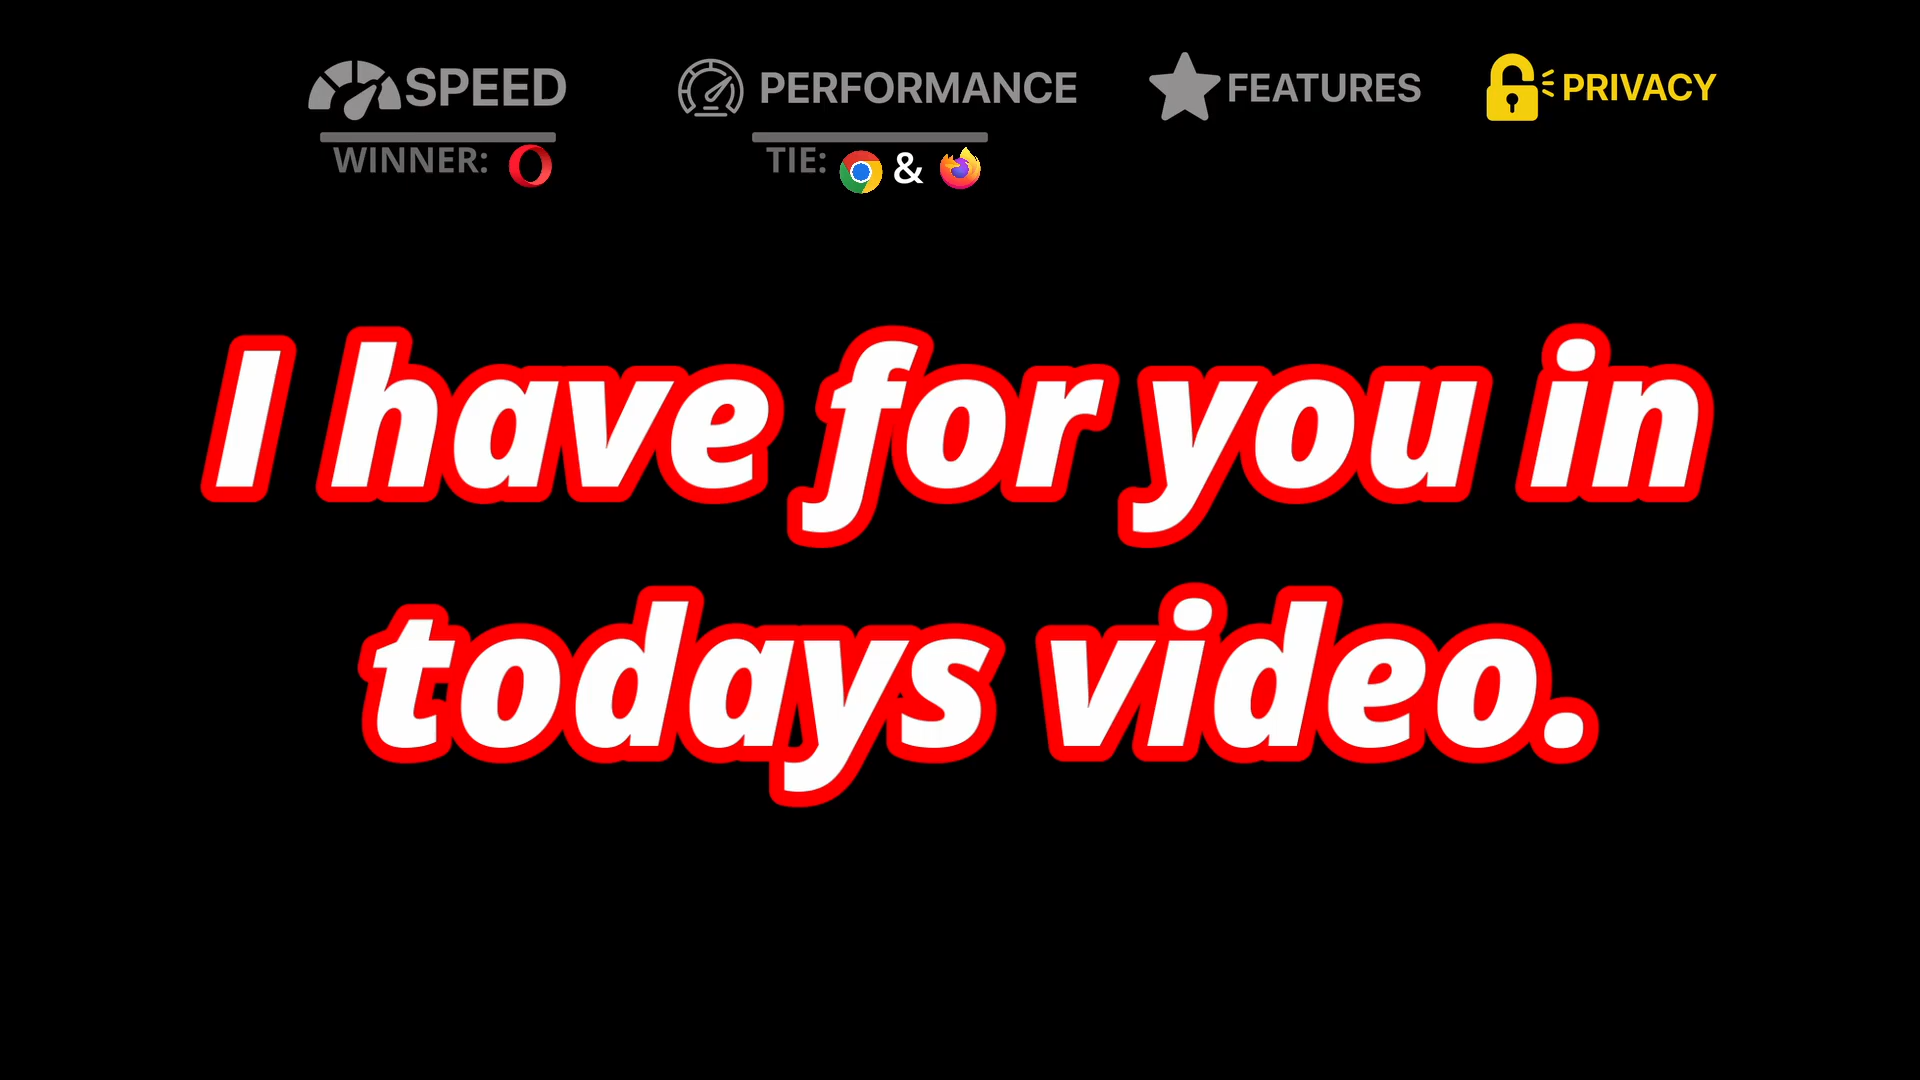 SPEED PERFORMANCE FEATURES PRIVACY
WINNER: TIE: &
I have for you in
todays video.